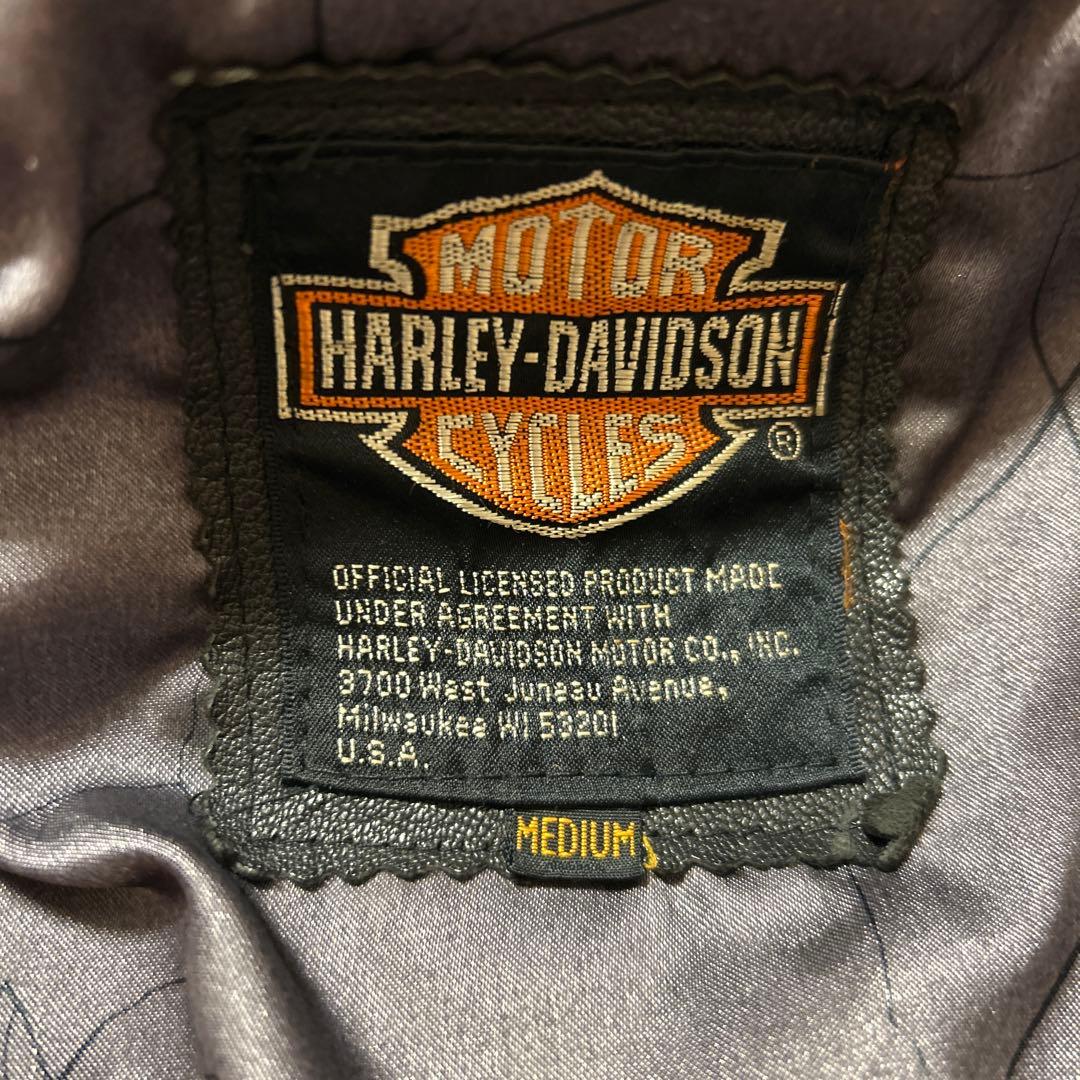 MOTOR
HARLEY-DAVIDSON
CYCLES
®
OFFICIAL LICENSED PRODUCT MADE
UNDER AGREEMENT WITH
HARLEY-DAVIDSON MOTOR CO., INC.
3700 West Juneau Avenue,
Milwaukee WI 53201
U.S.A.
MEDIUM